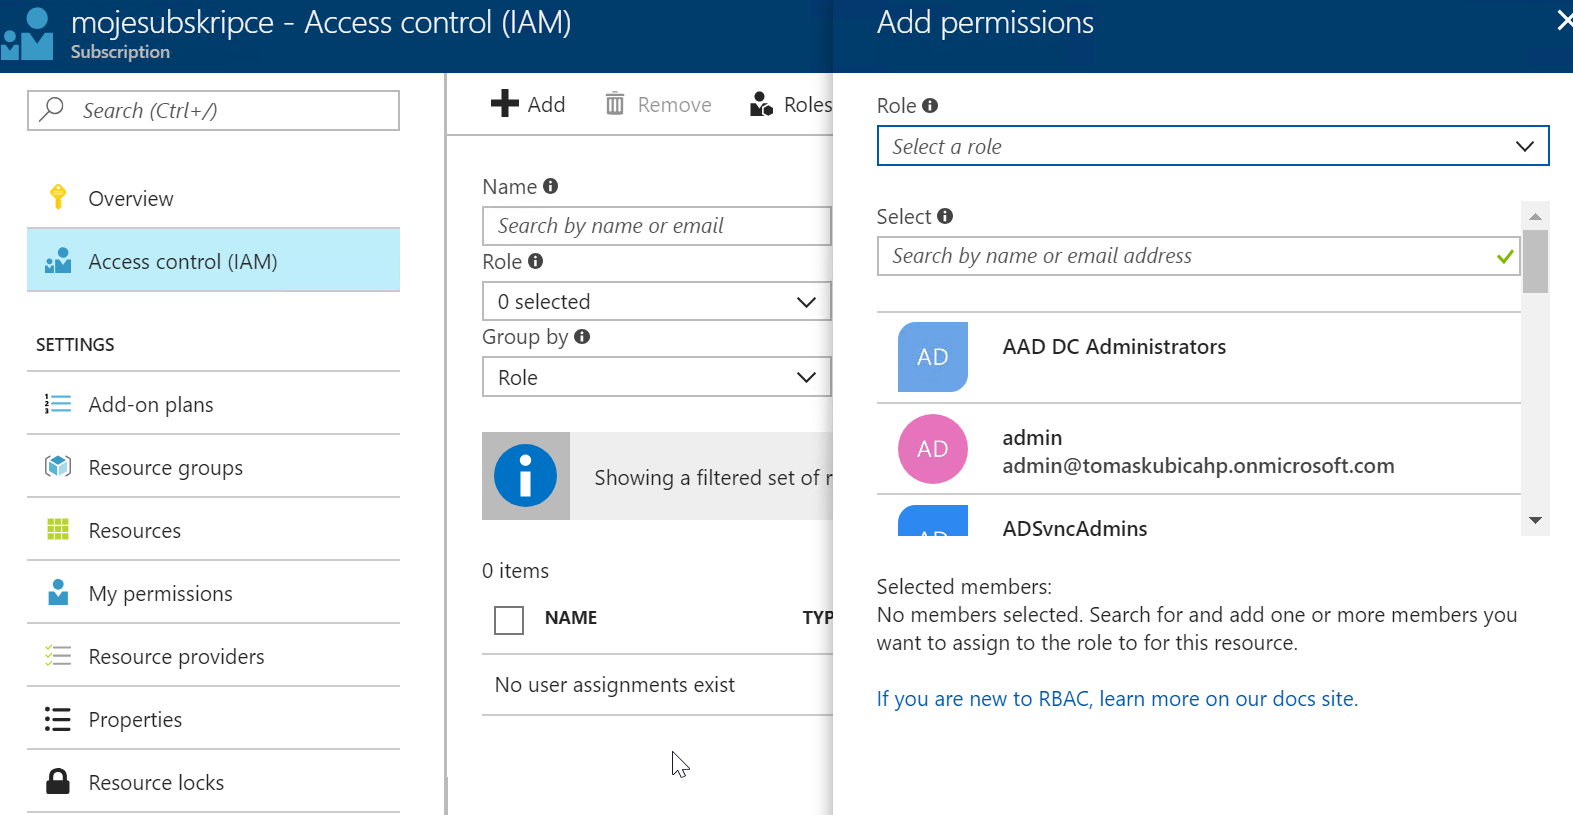 mojesubskripce - Access control (IAM)
Subscription
Search (Ctrl+/)
Overview
Access control (IAM)
SETTINGS
Add-on plans
Resource groups
Resources
My permissions
Resource providers
Properties
Resource locks
Add
Remove
Roles
Name
Search by name or email
Role
0 selected
Group by
Role
Showing a filtered set of r
0 items
NAME
TYP
No user assignments exist
Add permissions
Role
Select a role
Select
Search by name or email address
AD
AAD DC Administrators
AD
admin
admin@tomaskubicahp.onmicrosoft.com
AD
ADSyncAdmins
Selected members:
No members selected. Search for and add one or more members you
want to assign to the role to for this resource.
If you are new to RBAC, learn more on our docs site.